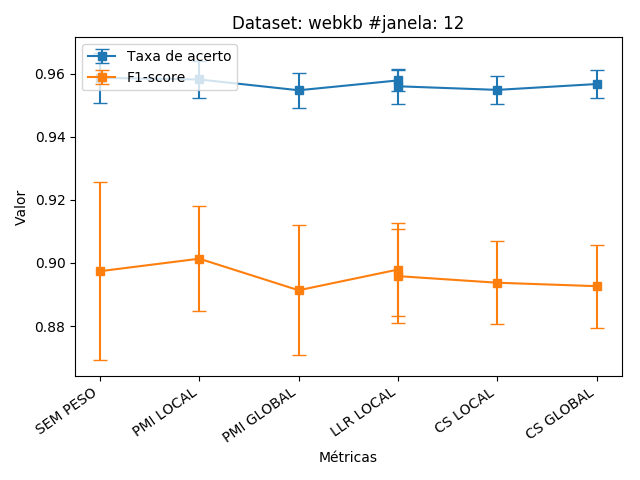 Dataset: webkb #janela: 12
Taxa de acerto
F1-score
0.96
0.94
0.92
0.90
0.88
Valor
SEM PESO
PMI LOCAL
PMI GLOBAL
LLR LOCAL
CS LOCAL
CS GLOBAL
Métricas